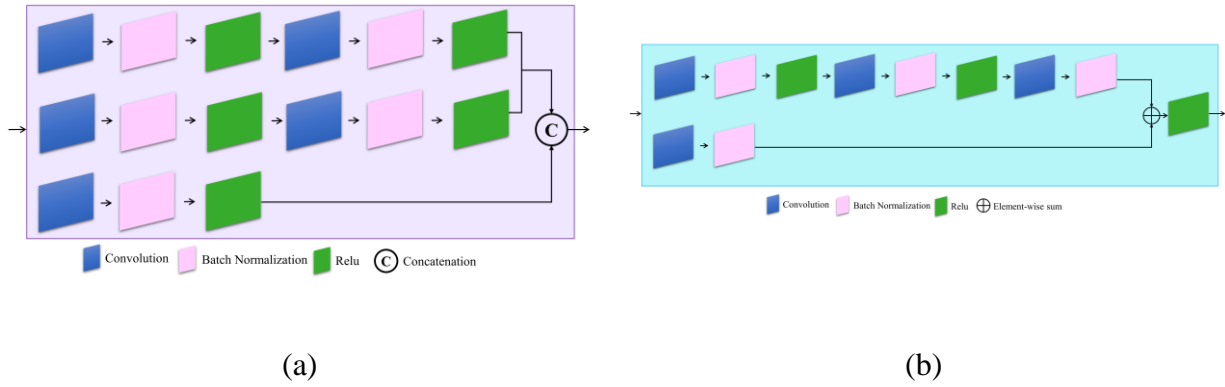 C
Convolution Batch Normalization Relu C Concatenation
Convolution Batch Normalization Relu Element-wise sum
(a)
(b)